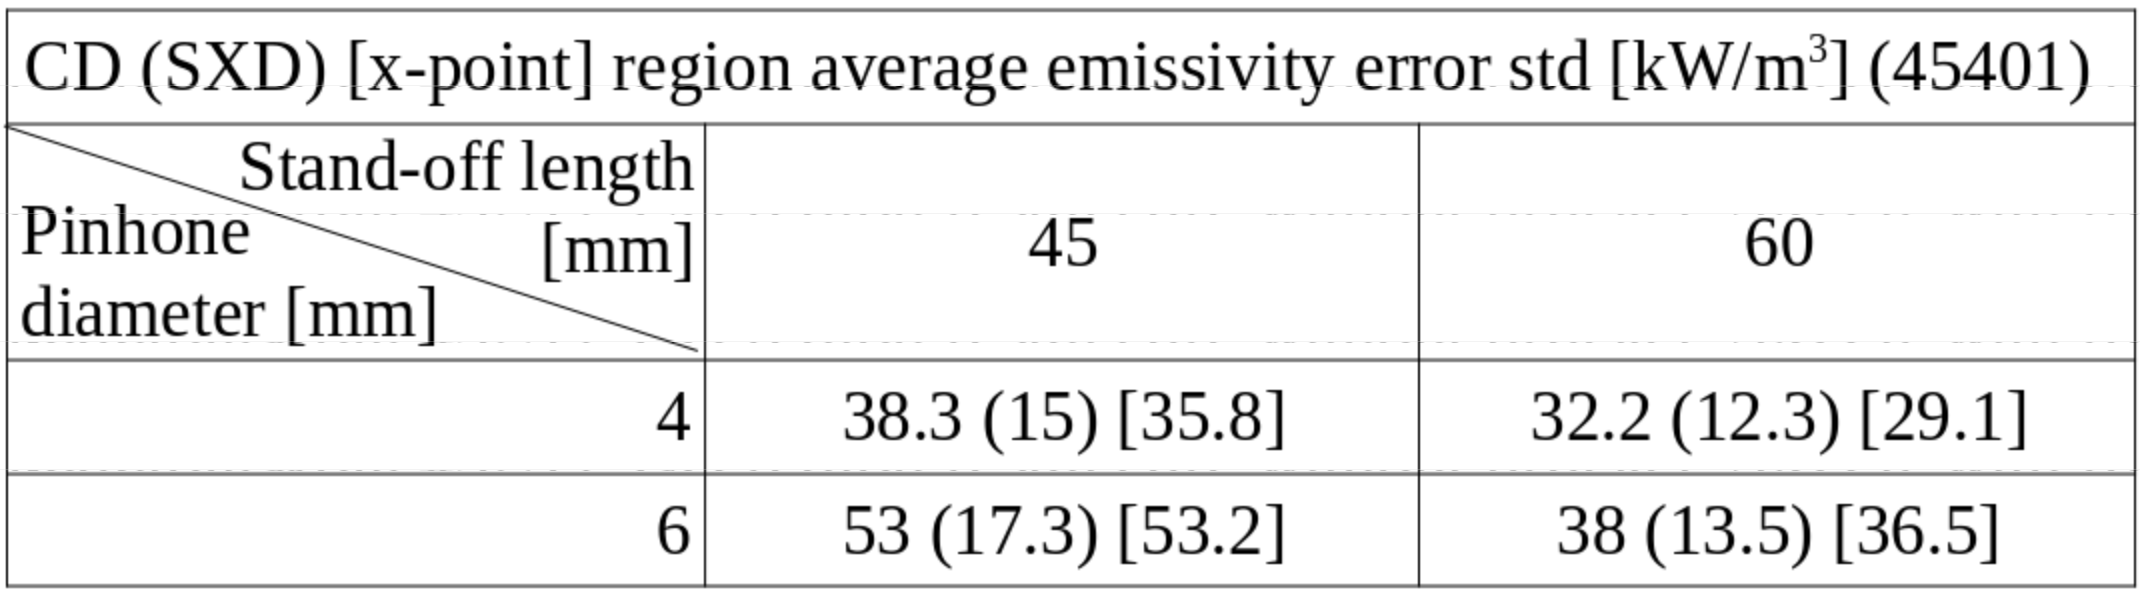 CD (SXD) [x-point] region average emissivity error std [kW/m³] (45401)
Stand-off length
[mm]
Pinhone
diameter [mm]
45
60
4
38.3 (15) [35.8]
32.2 (12.3) [29.1]
6
53 (17.3) [53.2]
38 (13.5) [36.5]